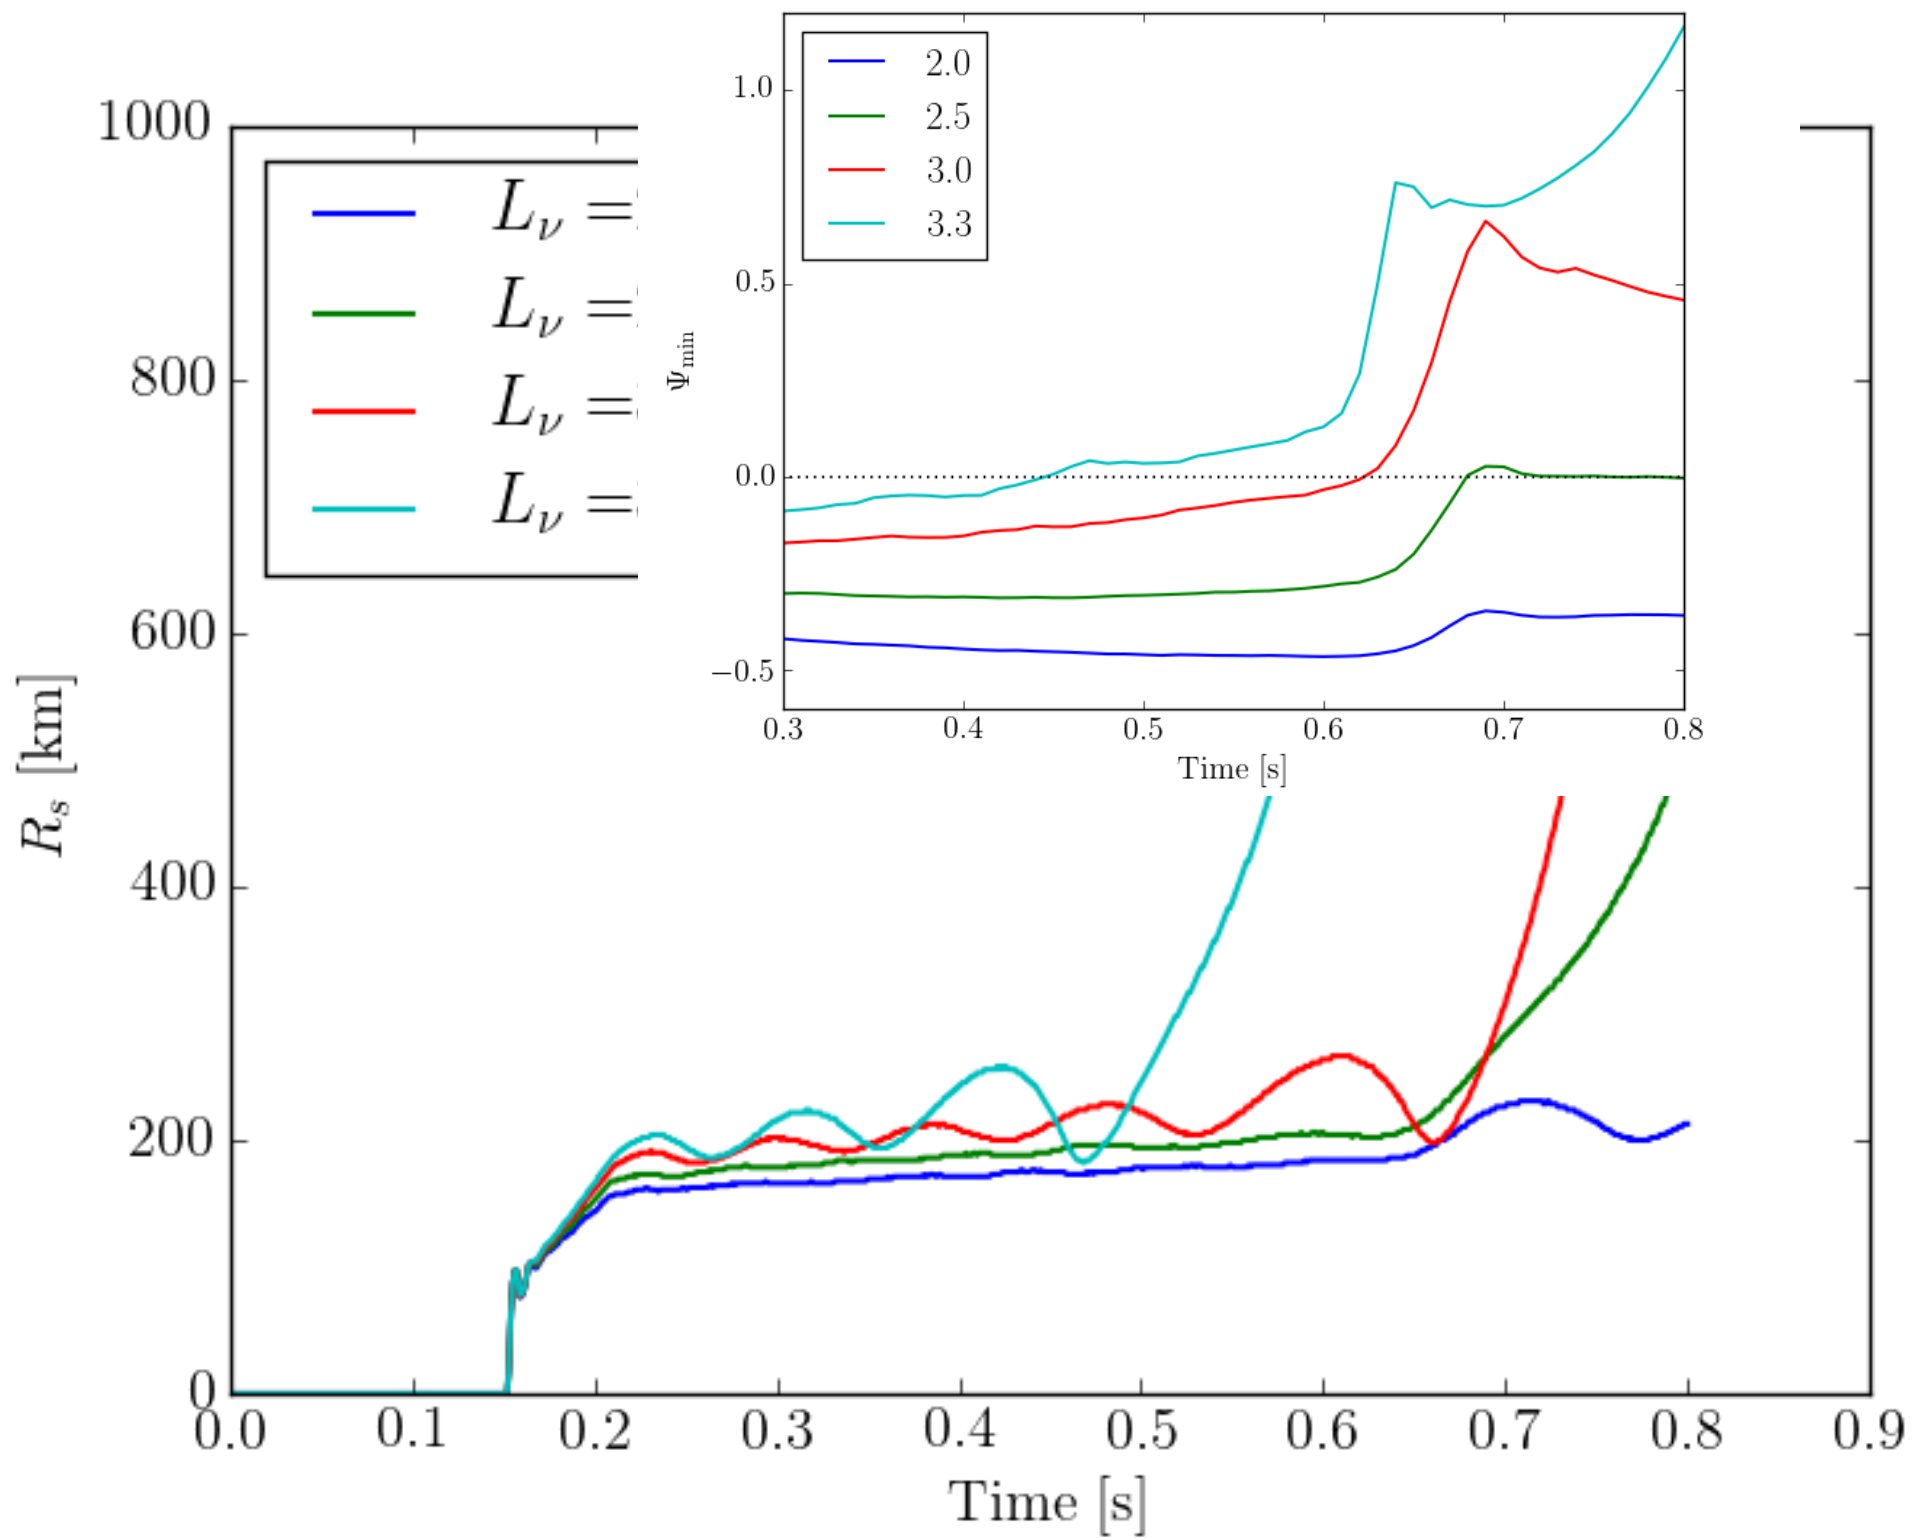 1000
800
600
400
200
0
R_s [km]
L_ν =
L_ν =
L_ν =
L_ν =
0.0 0.1 0.2 0.3 0.4 0.5 0.6 0.7 0.8 0.9
Time [s]
2.0
2.5
3.0
3.3
1.0
0.5
0.0
−0.5
Ψ_min
0.3 0.4 0.5 0.6 0.7 0.8
Time [s]